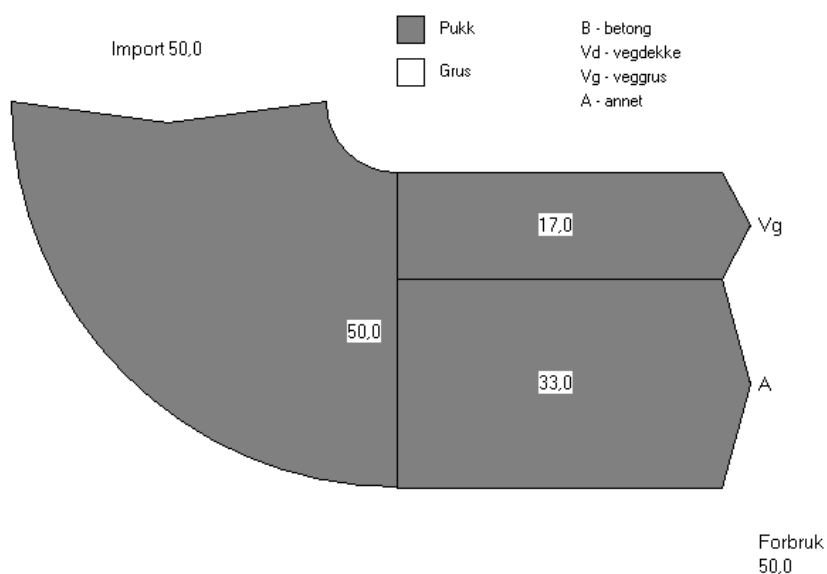 Import 50,0
Pukk
Grus
B - betong
Vd - vegdekke
Vg - veggrus
A - annet
17,0
Vg
50,0
33,0
A
Forbruk
50,0